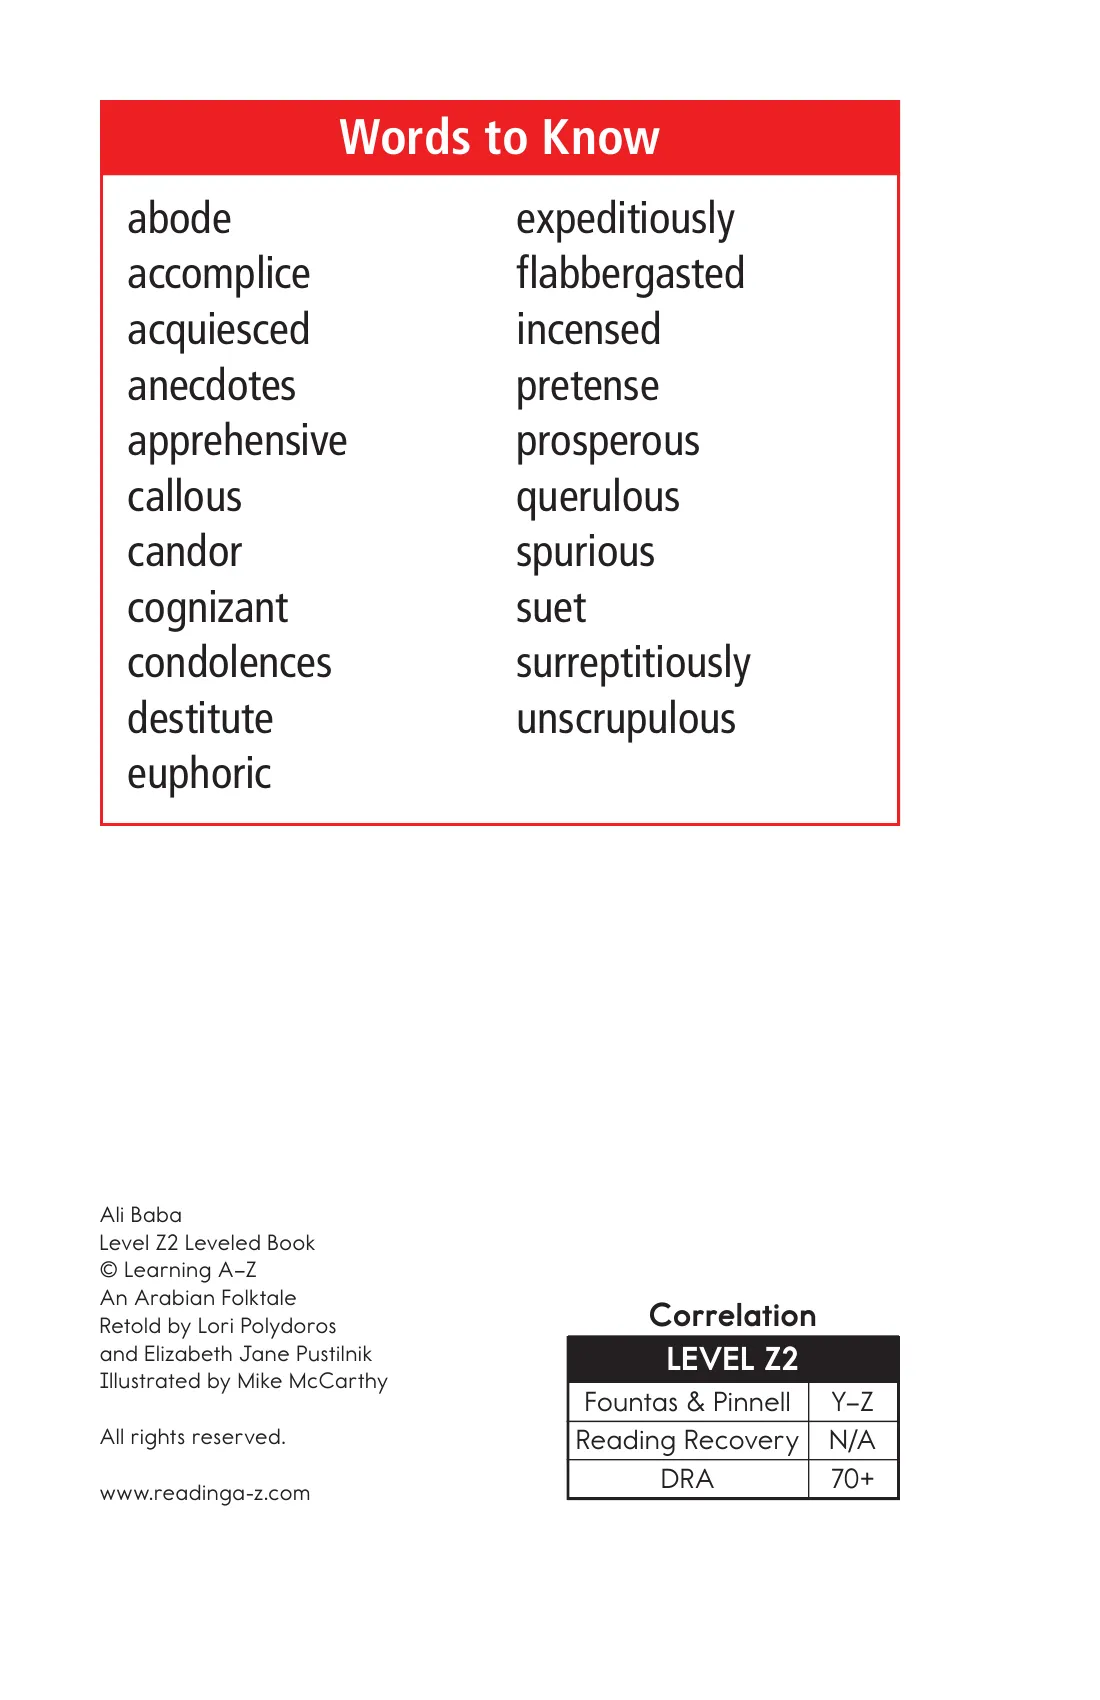 Words to Know
abode
accomplice
acquiesced
anecdotes
apprehensive
callous
candor
cognizant
condolences
destitute
euphoric
expeditiously
flabbergasted
incensed
pretense
prosperous
querulous
spurious
suet
surreptitiously
unscrupulous
Ali Baba
Level Z2 Leveled Book
© Learning A–Z
An Arabian Folktale
Retold by Lori Polydoros
and Elizabeth Jane Pustilnik
Illustrated by Mike McCarthy
All rights reserved.
www.readinga-z.com
Correlation
LEVEL Z2
Fountas & Pinnell Y–Z
Reading Recovery N/A
DRA 70+